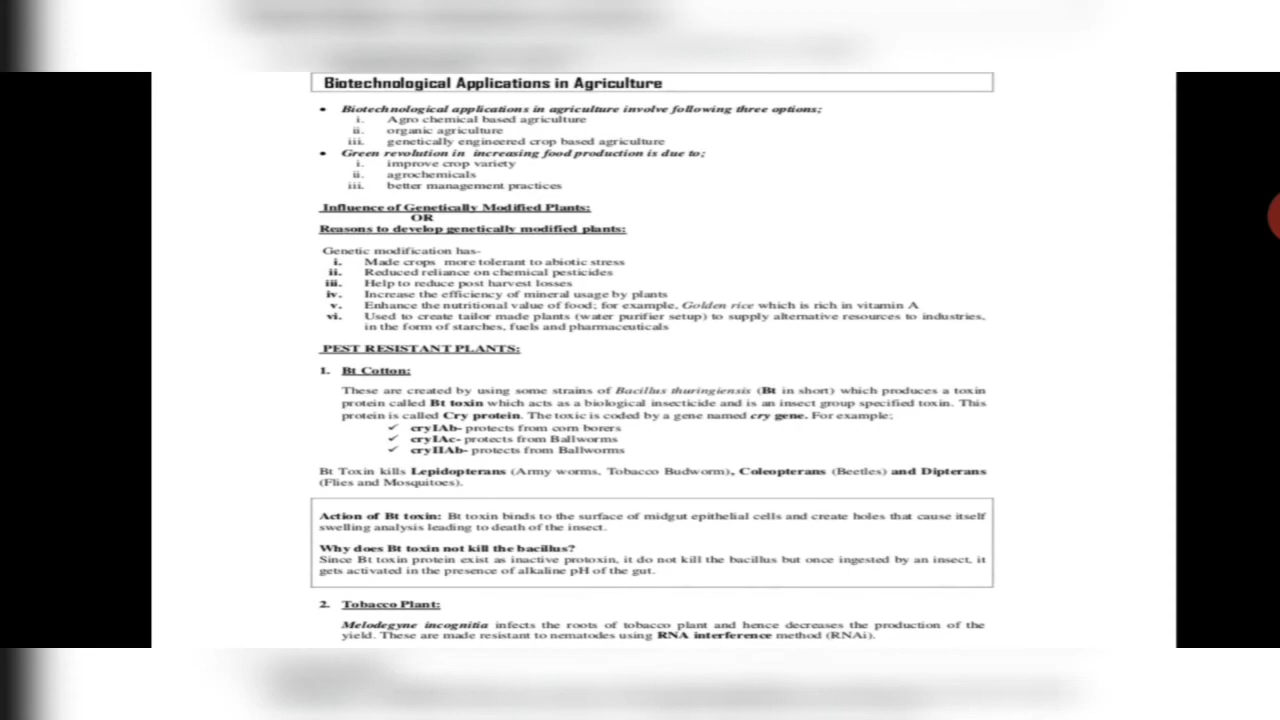 Biotechnological Applications in Agriculture
• Biotechnological applications in agriculture involve following three options;
i. Agro chemical based agriculture
ii. organic agriculture
iii. genetically engineered crop based agriculture
• Green revolution in increasing food production is due to;
i. improve crop variety
ii. agrochemicals
iii. better management practices
Influence of Genetically Modified Plants:
OR
Reasons to develop genetically modified plants:
Genetic modification has-
i. Made crops more tolerant to abiotic stress
ii. Reduced reliance on chemical pesticides
iii. Help to reduce post harvest losses
iv. Increase the efficiency of mineral usage by plants
v. Enhance the nutritional value of food; for example, Golden rice which is rich in vitamin A
vi. Used to create tailor made plants (water purifier setup) to supply alternative resources to industries,
in the form of starches, fuels and pharmaceuticals
PEST RESISTANT PLANTS:
1. Bt Cotton:
These are created by using some strains of Bacillus thuringiensis (Bt in short) which produces a toxin
protein called Bt toxin which acts as a biological insecticide and is an insect group specified toxin. This
protein is called Cry protein. The toxic is coded by a gene named cry gene. For example;
✓ cryIAb- protects from corn borers
✓ cryIAc- protects from Ballworms
✓ cryIIAb- protects from Ballworms
Bt Toxin kills Lepidopterans (Army worms, Tobacco Budworm), Coleopterans (Beetles) and Dipterans
(Flies and Mosquitoes).
Action of Bt toxin: Bt toxin binds to the surface of midgut epithelial cells and create holes that cause itself
swelling analysis leading to death of the insect.
Why does Bt toxin not kill the bacillus?
Since Bt toxin protein exist as inactive protoxin, it do not kill the bacillus but once ingested by an insect, it
gets activated in the presence of alkaline pH of the gut.
2. Tobacco Plant:
Melodegyne incognitia infects the roots of tobacco plant and hence decreases the production of the
yield. These are made resistant to nematodes using RNA interference method (RNAi).